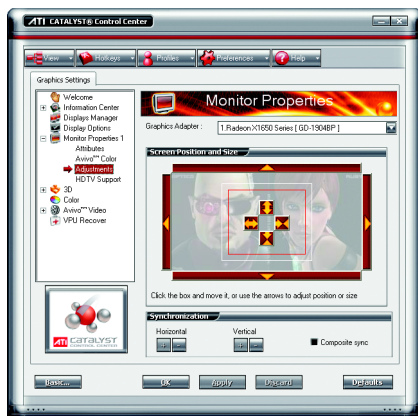 ATI CATALYST® Control Center
View
Hotkeys
Profiles
Preferences
Help
Graphics Settings
Welcome
Information Center
Displays Manager
Display Options
Monitor Properties 1
Attributes
Avivo™ Color
Adjustments
HDTV Support
3D
Color
Avivo™ Video
VPU Recover
Monitor Properties
Graphics Adapter :
1.Radeon X1650 Series [ GD-1904BP ]
Screen Position and Size
Click the box and move it, or use the arrows to adjust position or size
Synchronization
Horizontal
Vertical
+ -
+ -
Composite sync
ATI CATALYST
CONTROL CENTER
Basic...
OK
Apply
Discard
Defaults